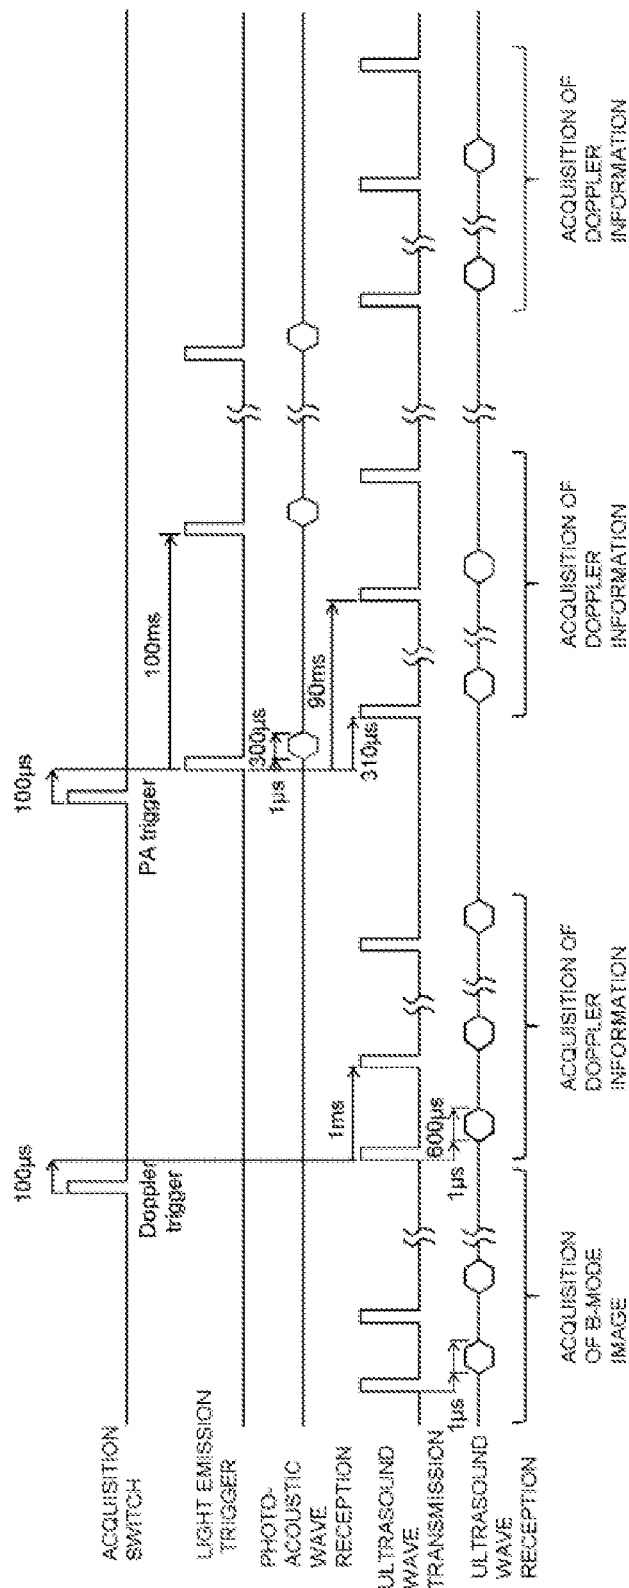 ACQUISITION
SWITCH
LIGHT EMISSION
TRIGGER
PHOTO-
ACOUSTIC
WAVE
RECEPTION
ULTRASOUND
WAVE
TRANSMISSION
ULTRASOUND
WAVE
RECEPTION
100µs
Doppler
trigger
100µs
PA trigger
100ms
300µs
1µs
90ms
310µs
1ms
600µs
1µs
1µs
ACQUISITION
OF B-MODE
IMAGE
ACQUISITION OF
DOPPLER
INFORMATION
ACQUISITION OF
DOPPLER
INFORMATION
ACQUISITION OF
DOPPLER
INFORMATION